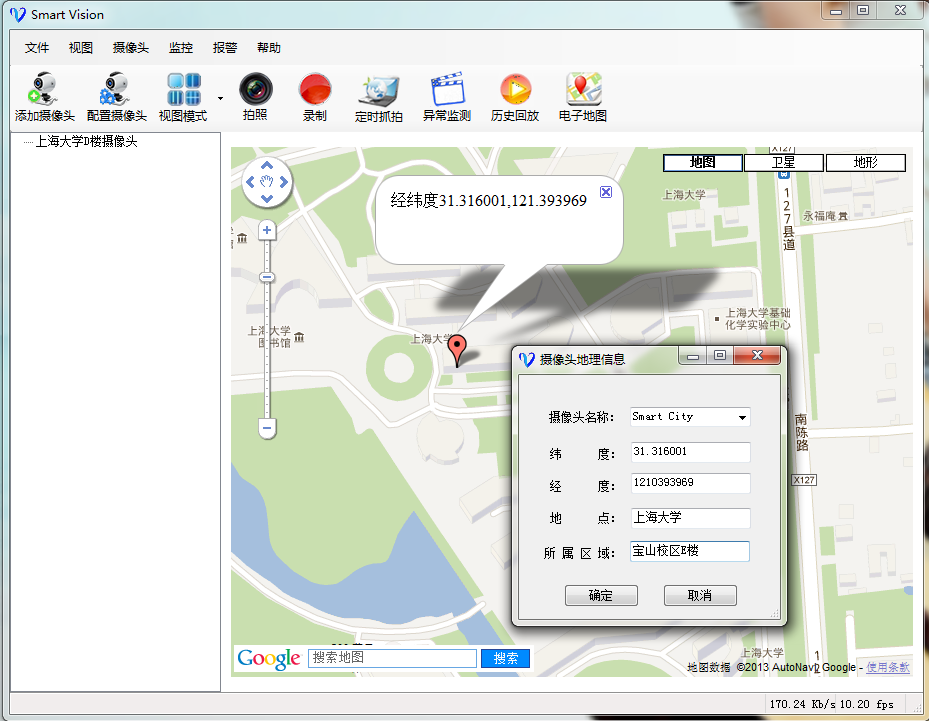 Smart Vision
文件 视图 摄像头 监控 报警 帮助
添加摄像头 配置摄像头 视图模式 拍照 录制 定时抓拍 异常监测 历史回放 电子地图
上海大学D楼摄像头
X127
地图 卫星 地形
经纬度31.316001,121.393969
上海大学
127县道
永福庵
上海大学
图书馆
上海大学
上海大学基础
化学实验中心
摄像头地理信息
摄像头名称: Smart City
纬 度: 31.316001
经 度: 1210393969
地 点: 上海大学
所属区域: 宝山校区E楼
确定 取消
南陈路
X127
Google 搜索地图 搜索
上海大学
地图数据 ©2013 AutoNavi, Google - 使用条款
170.24 Kb/s 10.20 fps